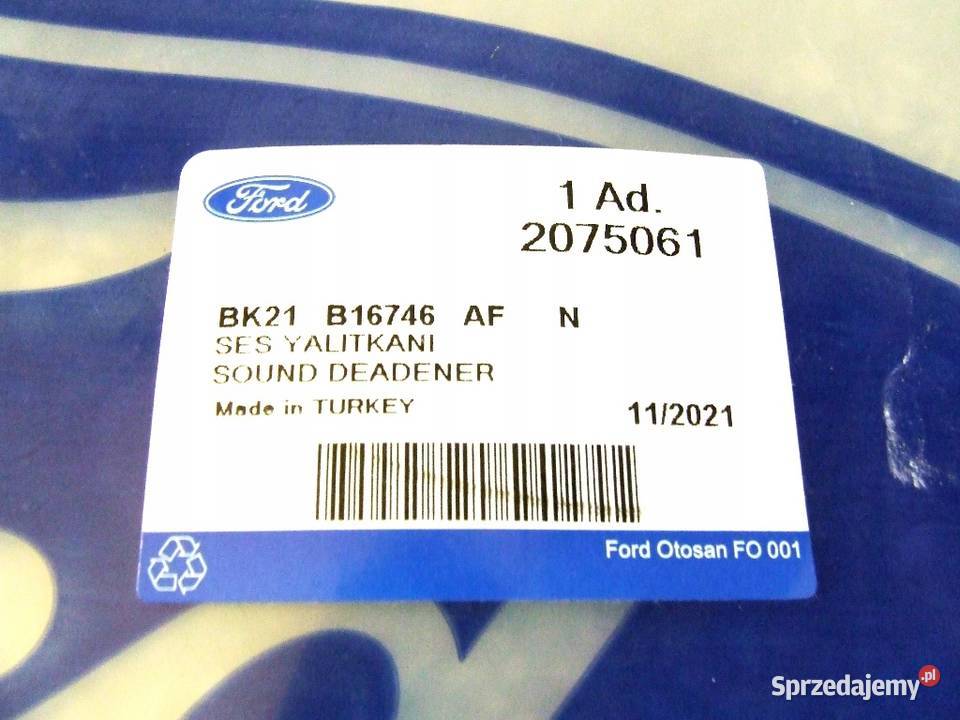 Ford
1 Ad.
2075061
BK21 B16746 AF N
SES YALITKANI
SOUND DEADENER
Made in TURKEY
11/2021
Ford Otosan FO 001
Sprzedajemy.pl